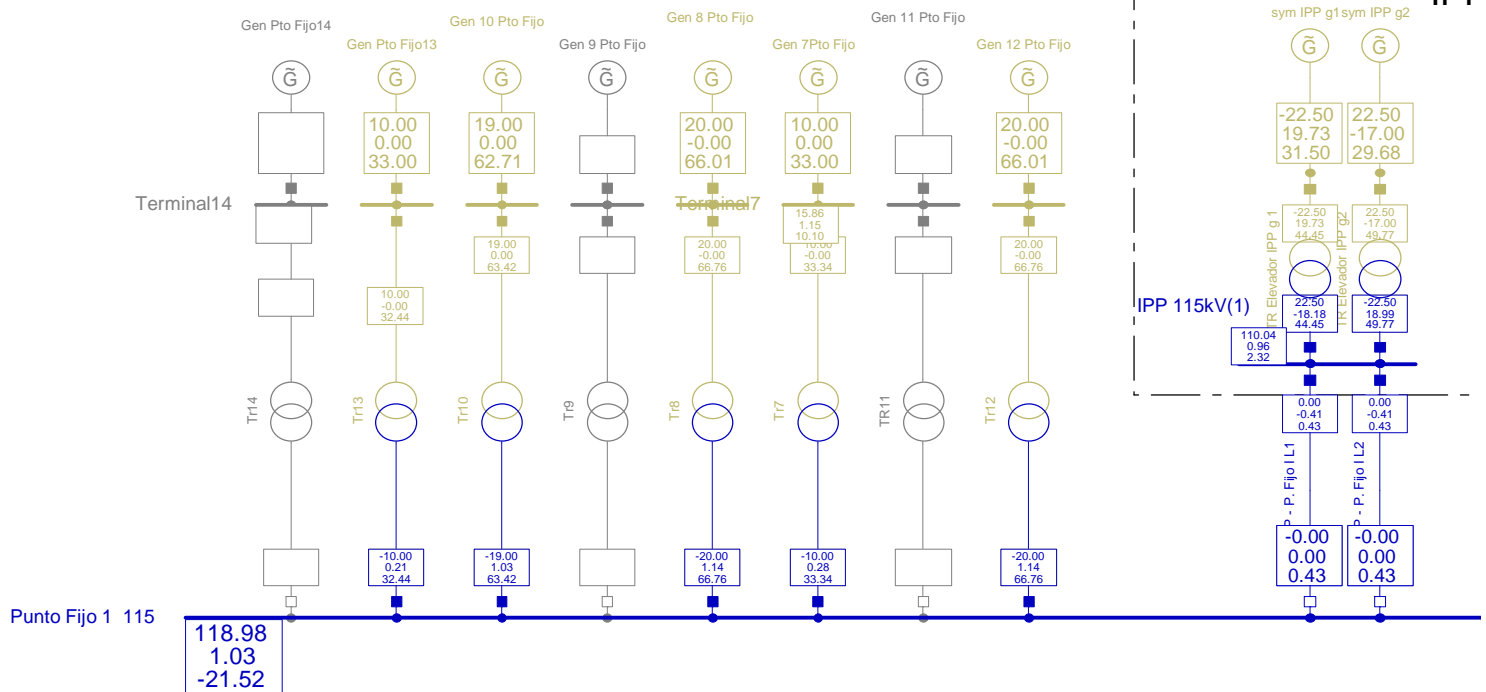 Gen Pto Fijo14
Gen Pto Fijo13
Gen 10 Pto Fijo
Gen 9 Pto Fijo
Gen 8 Pto Fijo
Gen 7Pto Fijo
Gen 11 Pto Fijo
Gen 12 Pto Fijo
sym IPP g1
sym IPP g2
G̃
G̃
G̃
G̃
G̃
G̃
G̃
G̃
G̃
G̃
10.00
0.00
33.00
19.00
0.00
62.71
20.00
-0.00
66.01
10.00
0.00
33.00
20.00
-0.00
66.01
-22.50
19.73
31.50
22.50
-17.00
29.68
Terminal14
Terminal7
15.86
1.15
10.10
19.00
0.00
63.42
20.00
-0.00
66.76
-0.00
33.34
20.00
-0.00
66.76
10.00
-0.00
32.44
-22.50
19.73
44.45
22.50
-17.00
49.77
TR Elevador IPP g 1
TR Elevador IPP g2
22.50
-18.18
44.45
-22.50
18.99
49.77
IPP 115kV(1)
110.04
0.96
2.32
Tr14
Tr13
Tr10
Tr9
Tr8
Tr7
TR11
Tr12
0.00
-0.41
0.43
0.00
-0.41
0.43
P - P. Fijo I L1
P - P. Fijo I L2
-0.00
0.00
0.43
-0.00
0.00
0.43
-10.00
0.21
32.44
-19.00
1.03
63.42
-20.00
1.14
66.76
-10.00
0.28
33.34
-20.00
1.14
66.76
Punto Fijo 1 115
118.98
1.03
-21.52